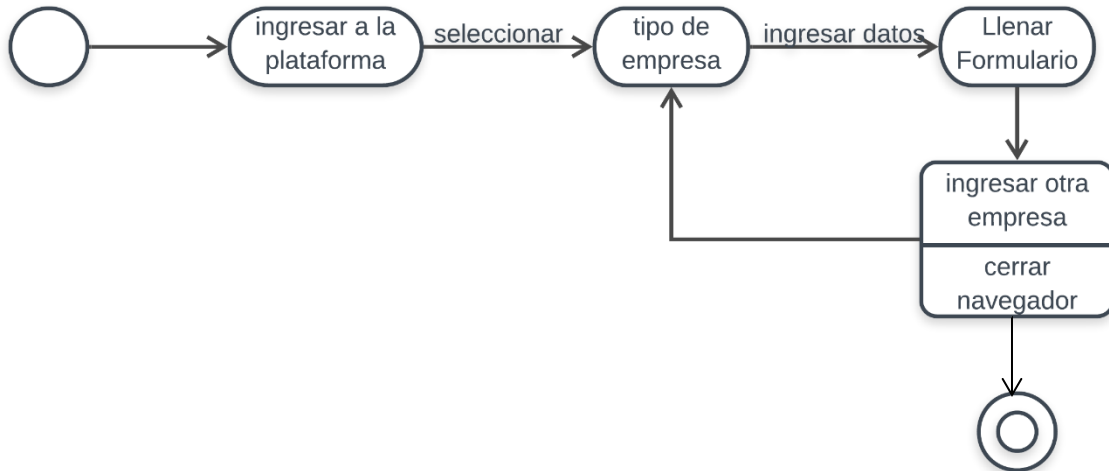 ingresar a la
plataforma
seleccionar
tipo de
empresa
ingresar datos
Llenar
Formulario
ingresar otra
empresa
cerrar
navegador